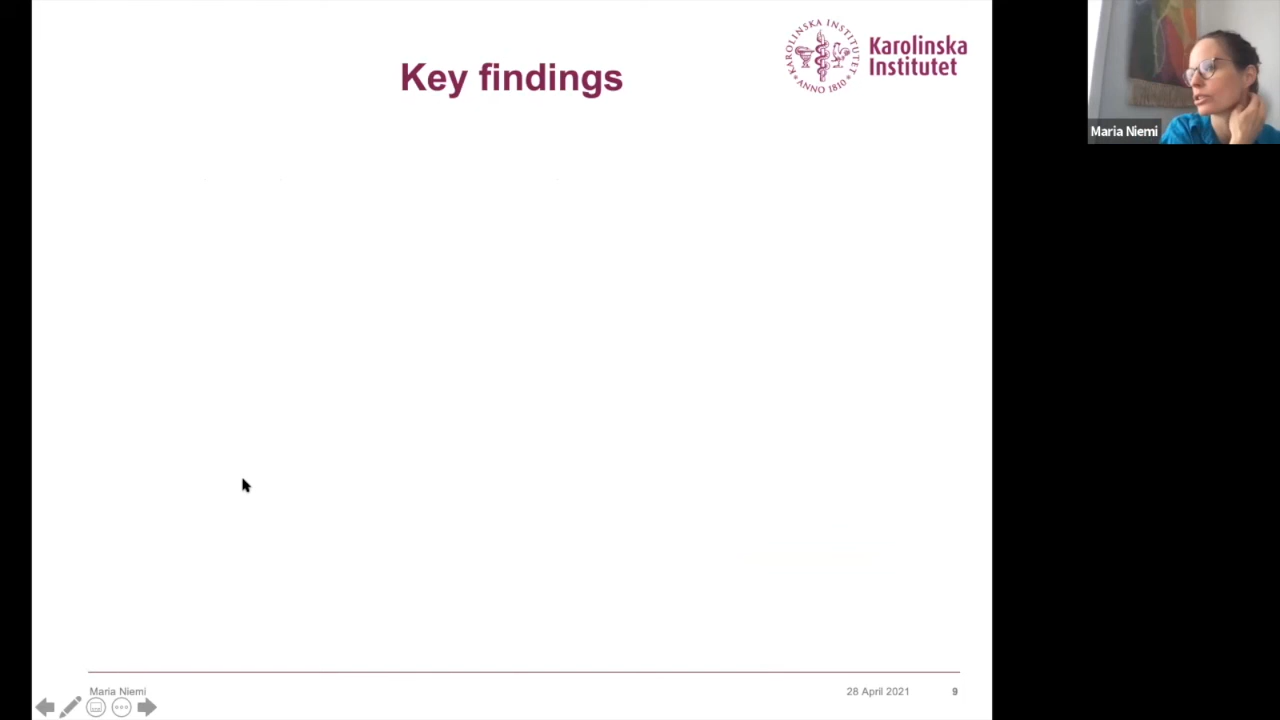 Key findings
KAROLINSKA INSTITUTET
ANNO 1810
Karolinska
Institutet
Maria Niemi
Maria Niemi
28 April 2021
9